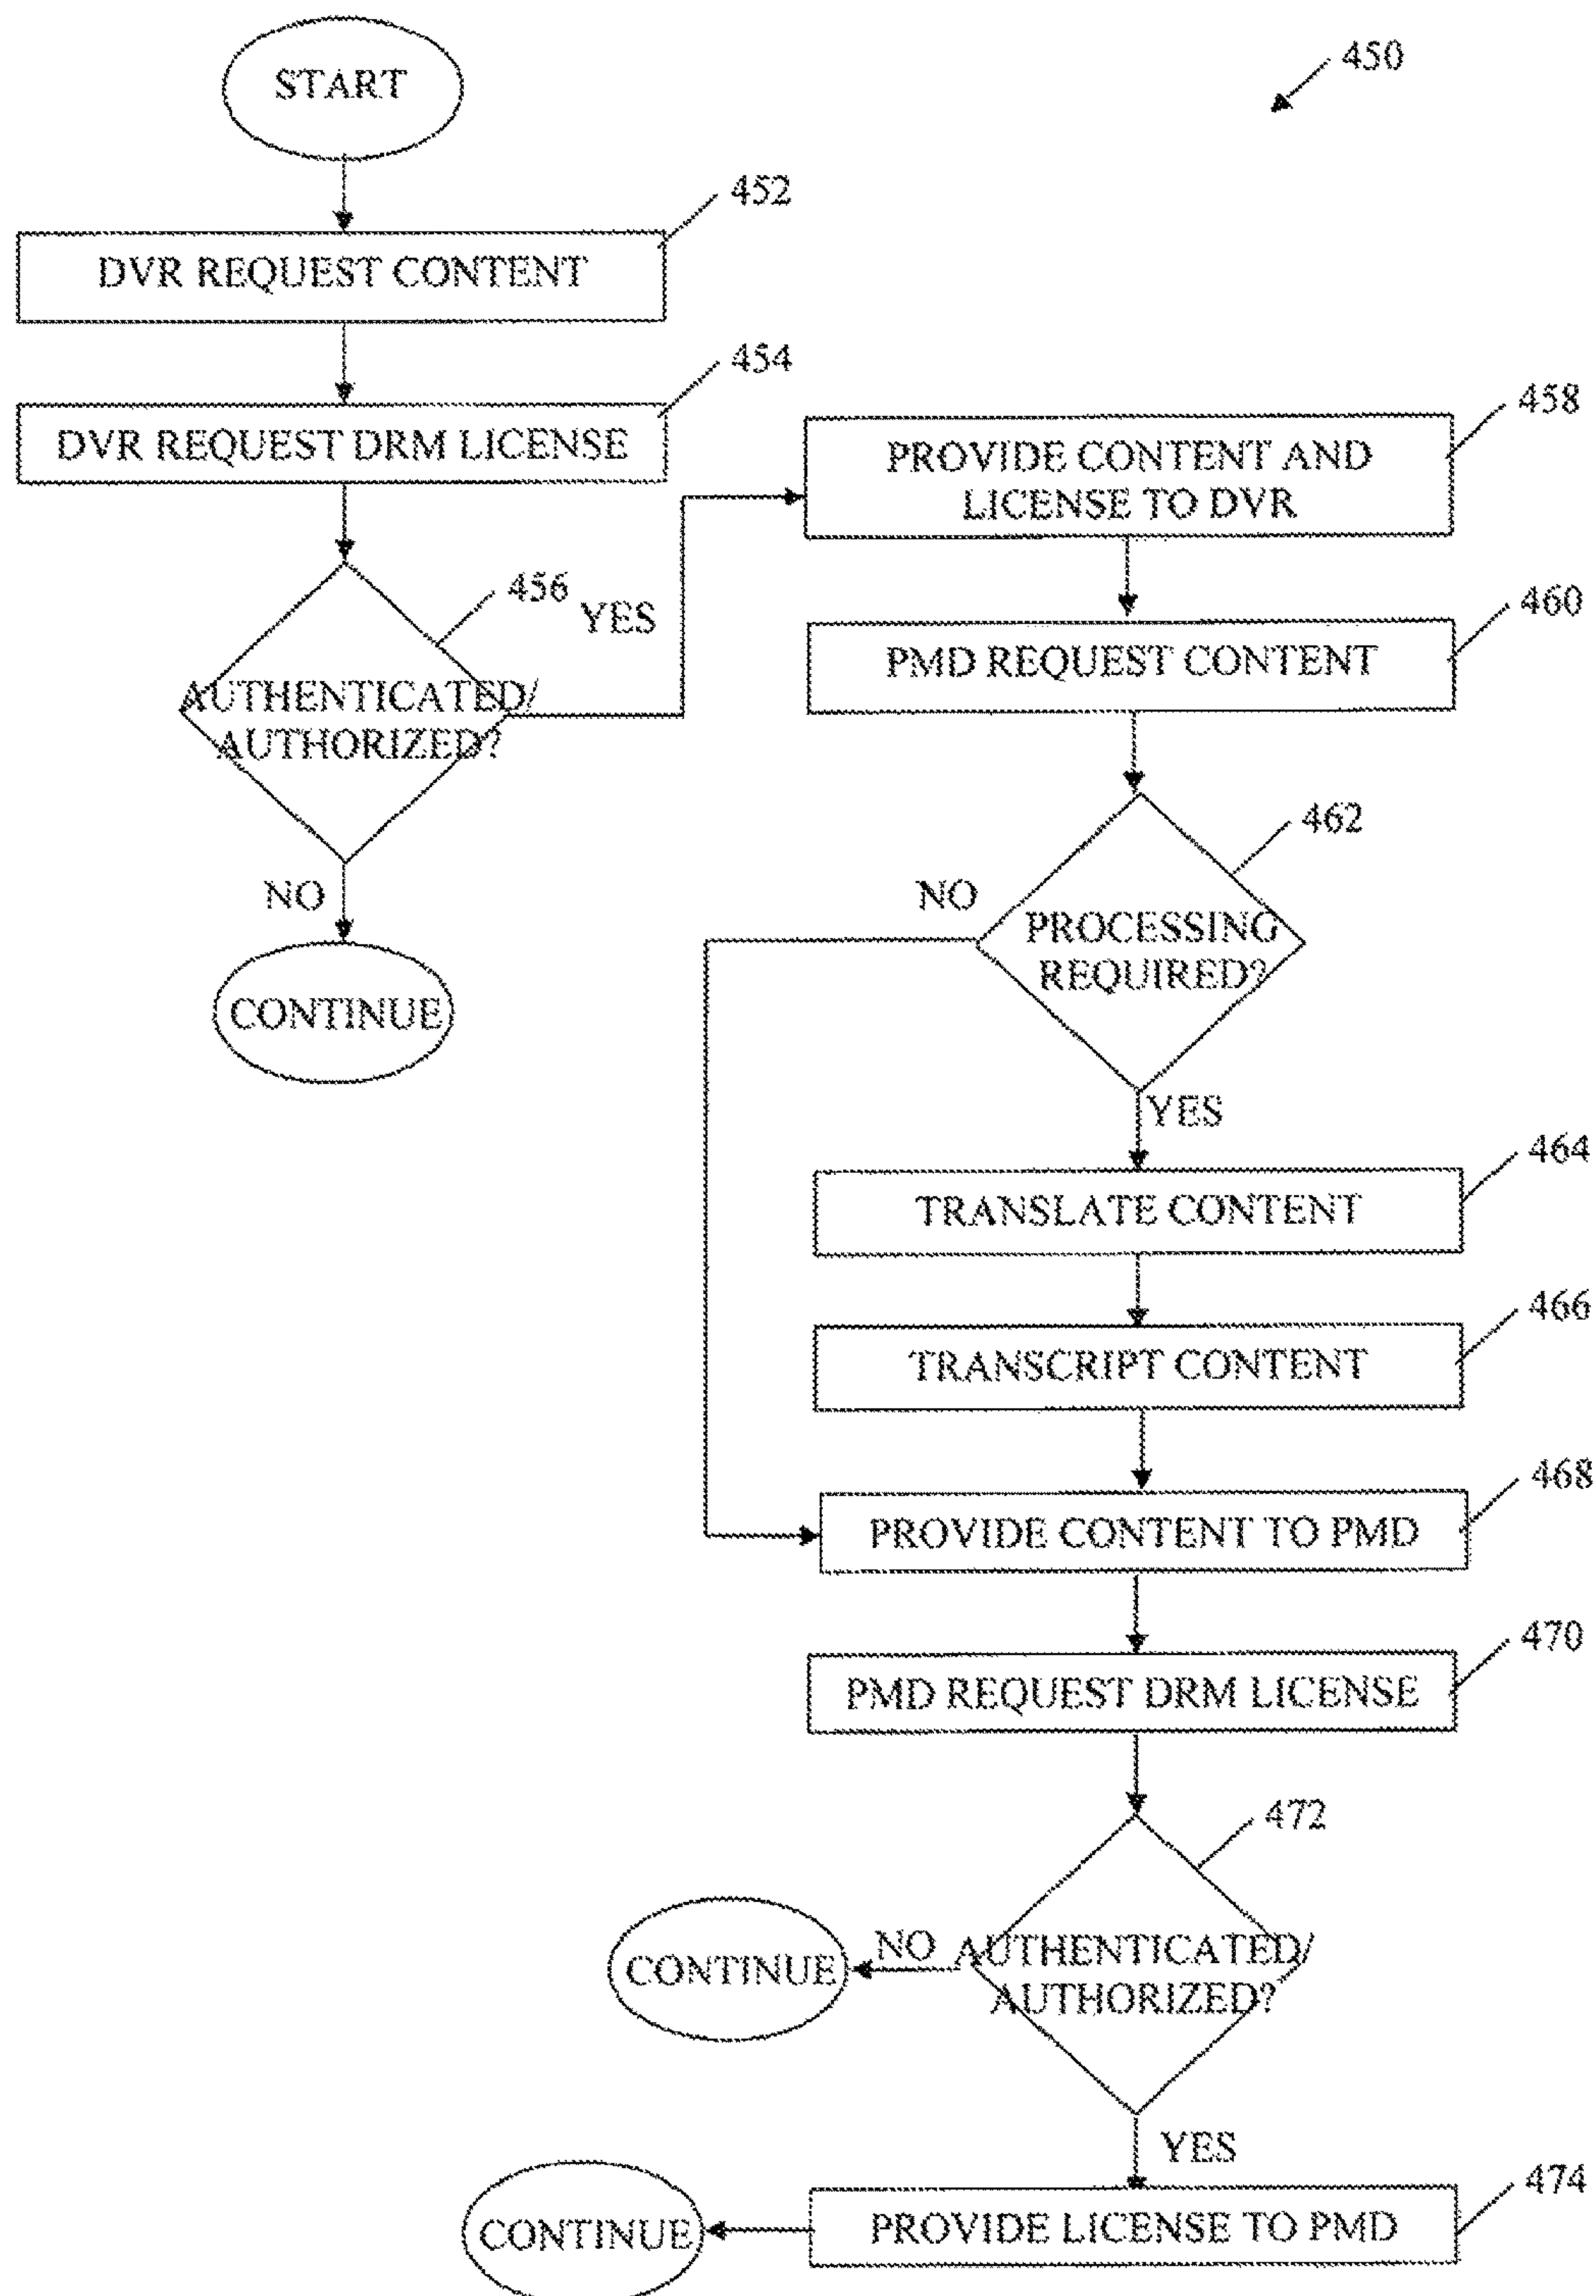 450
START
452
DVR REQUEST CONTENT
454
DVR REQUEST DRM LICENSE
456
YES
AUTHENTICATED/
AUTHORIZED?
NO
CONTINUE
458
PROVIDE CONTENT AND
LICENSE TO DVR
460
PMD REQUEST CONTENT
462
NO
PROCESSING
REQUIRED?
YES
464
TRANSLATE CONTENT
466
TRANSCRIPT CONTENT
468
PROVIDE CONTENT TO PMD
470
PMD REQUEST DRM LICENSE
472
AUTHENTICATED/
AUTHORIZED?
NO
CONTINUE
YES
474
PROVIDE LICENSE TO PMD
CONTINUE